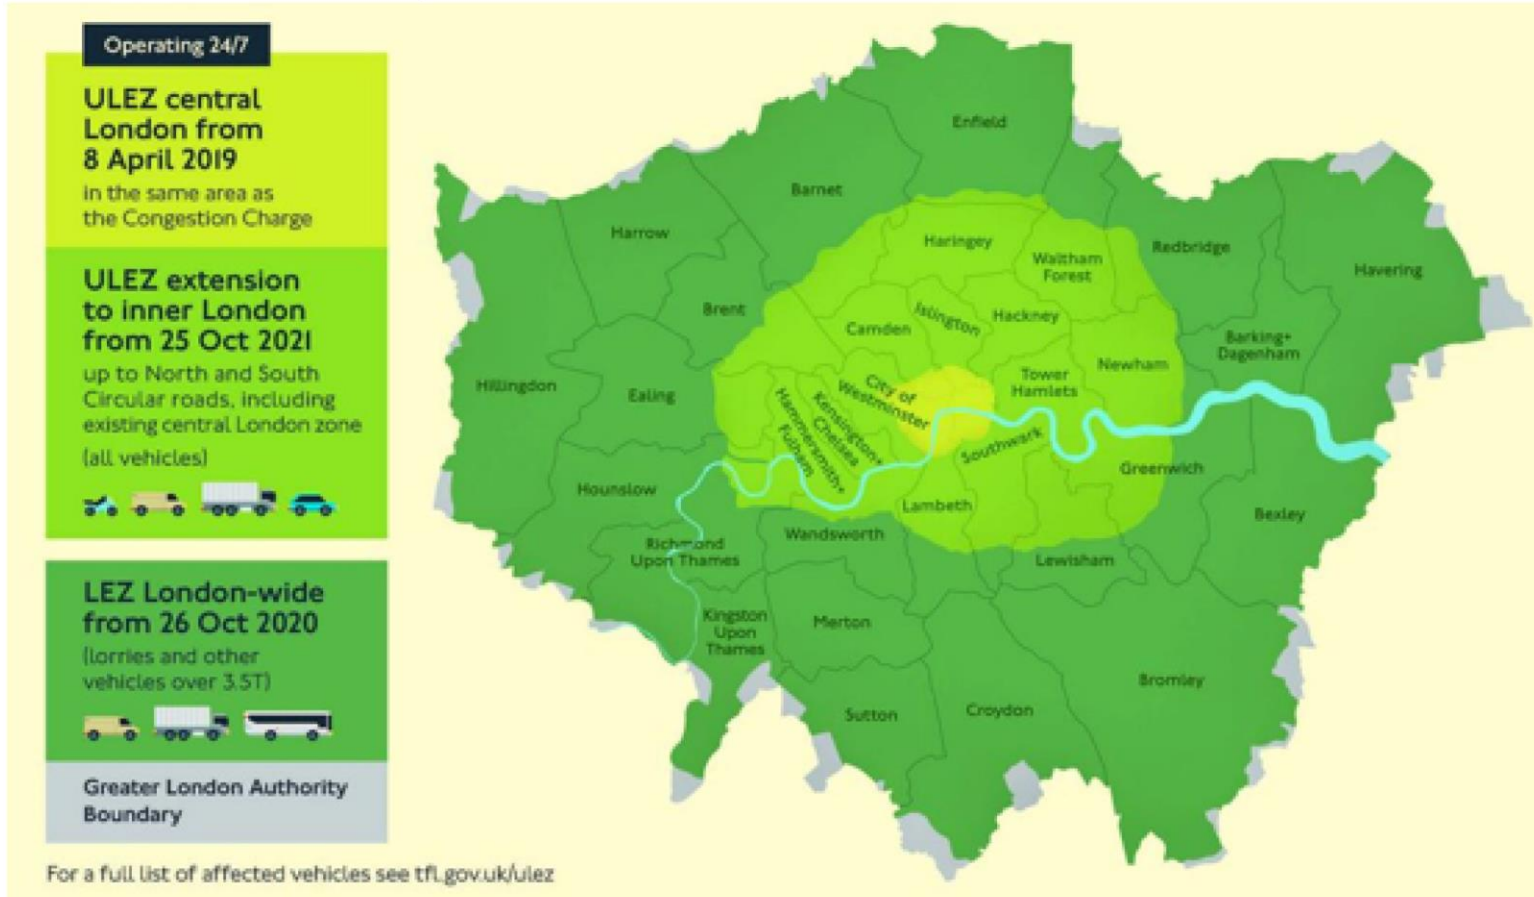 Operating 24/7
ULEZ central
London from
8 April 2019
in the same area as
the Congestion Charge
ULEZ extension
to inner London
from 25 Oct 2021
up to North and South
Circular roads, including
existing central London zone
(all vehicles)
LEZ London-wide
from 26 Oct 2020
(lorries and other
vehicles over 3.5T)
Greater London Authority
Boundary
For a full list of affected vehicles see tfl.gov.uk/ulez
Enfield
Barnet
Harrow
Haringey
Waltham
Forest
Redbridge
Havering
Brent
Camden
Islington
Hackney
Barking+
Dagenham
Hillingdon
Ealing
Newham
Tower
Hamlets
City of
Westminster
Kensington+
Chelsea
Hammersmith+
Fulham
Southwark
Greenwich
Hounslow
Lambeth
Bexley
Wandsworth
Richmond
Upon Thames
Lewisham
Kingston
Upon
Thames
Merton
Bromley
Sutton
Croydon